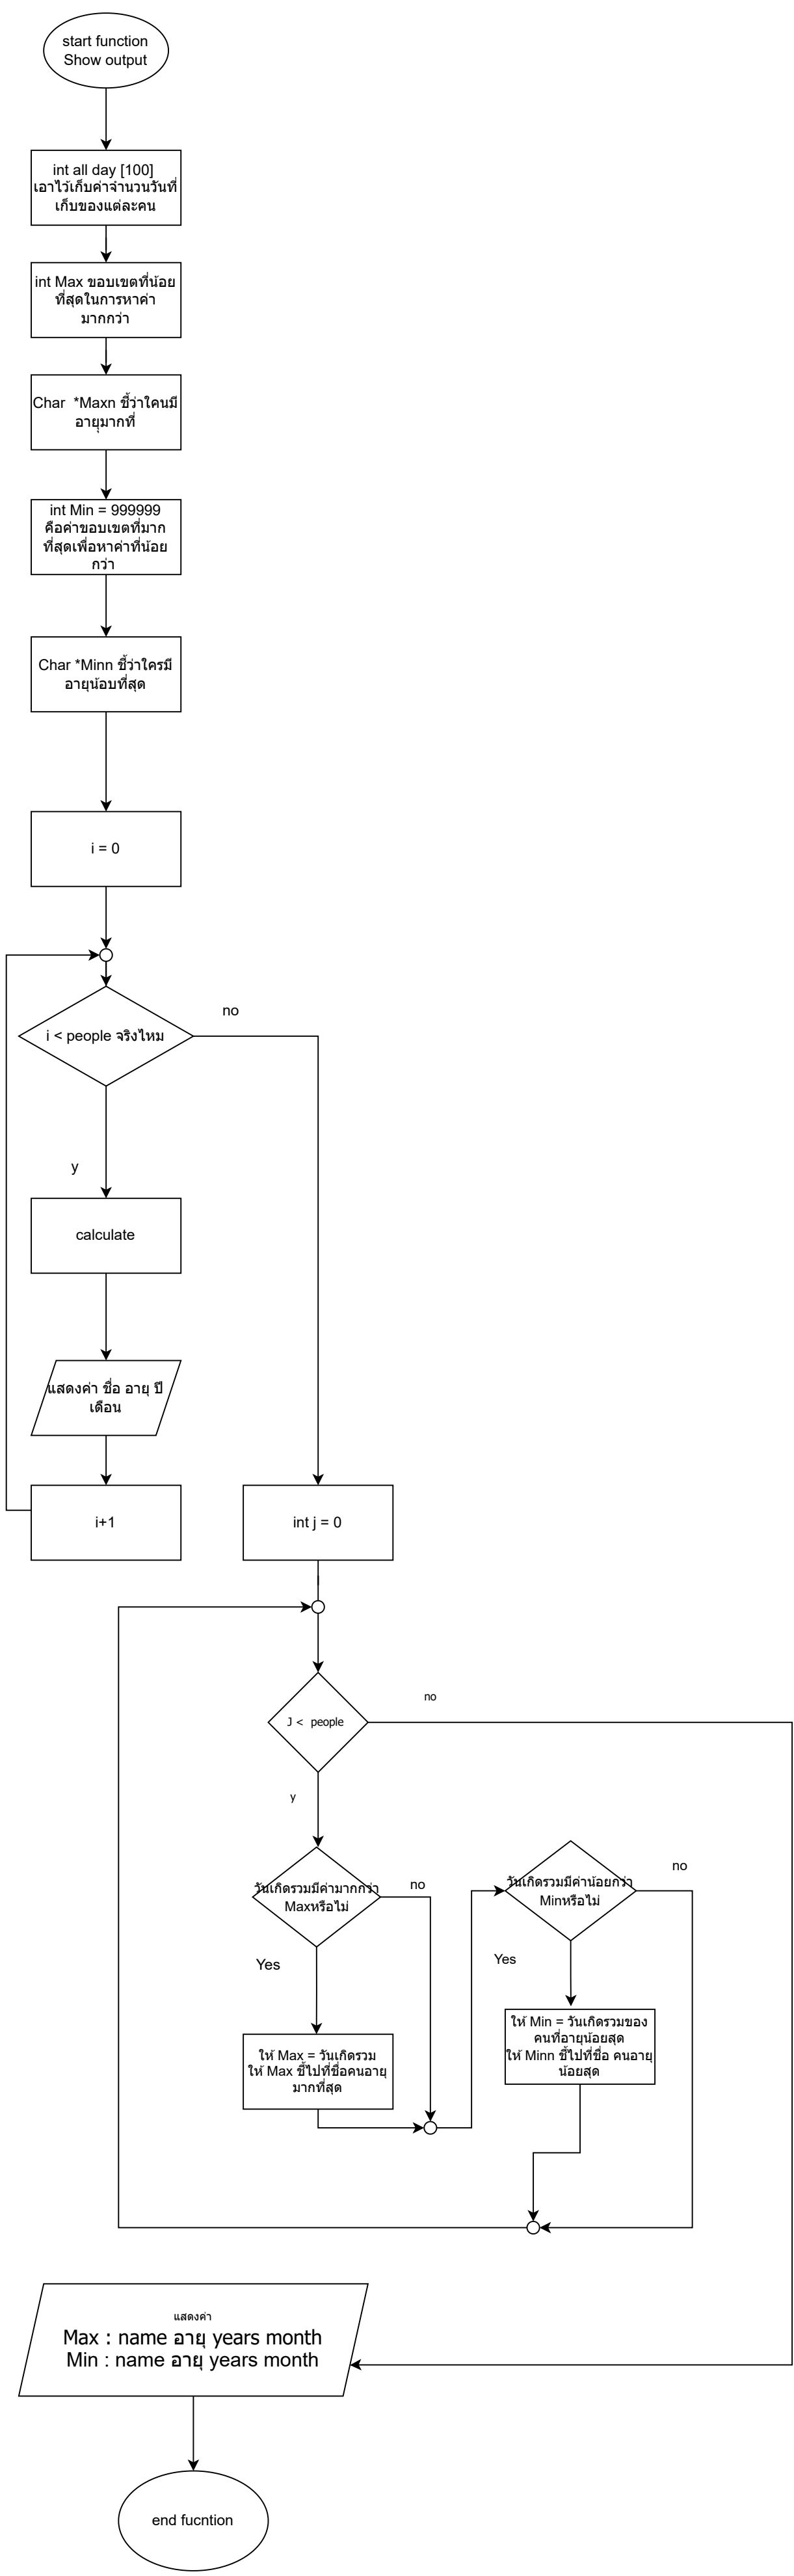 start function
Show output
int all day [100]
เอาไว้เก็บค่าจำนวนวันที่
เก็บของแต่ละคน
int Max ขอบเขตที่น้อย
ที่สุดในการหาค่า
มากกว่า
Char *Maxn ชี้ว่าใคนมี
อายุุมากที่
int Min = 999999
คือค่าขอบเขตที่มาก
ที่สุดเพื่อหาค่าที่น้อย
กว่า
Char *Minn ชี้ว่าใครมี
อายุน้อบที่สุด
i = 0
i < people จริงไหม
no
y
calculate
แสดงค่า ชื่อ อายุ ปี
เดือน
i+1
int j = 0
J < people
no
y
วันเกิดรวมมีค่ามากกว่า
Maxหรือไม่
no
Yes
วันเกิดรวมมีค่าน้อยกว่า
Minหรือไม่
no
Yes
ให้ Max = วันเกิดรวม
ให้ Max ชี้ไปที่ชื่อคนอายุ
มากที่สุด
ให้ Min = วันเกิดรวมของ
คนที่อายุน้อยสุด
ให้ Minn ชี้ไปที่ชื่อ คนอายุ
น้อยสุด
แสดงค่า
Max : name อายุ years month
Min : name อายุ years month
end fucntion